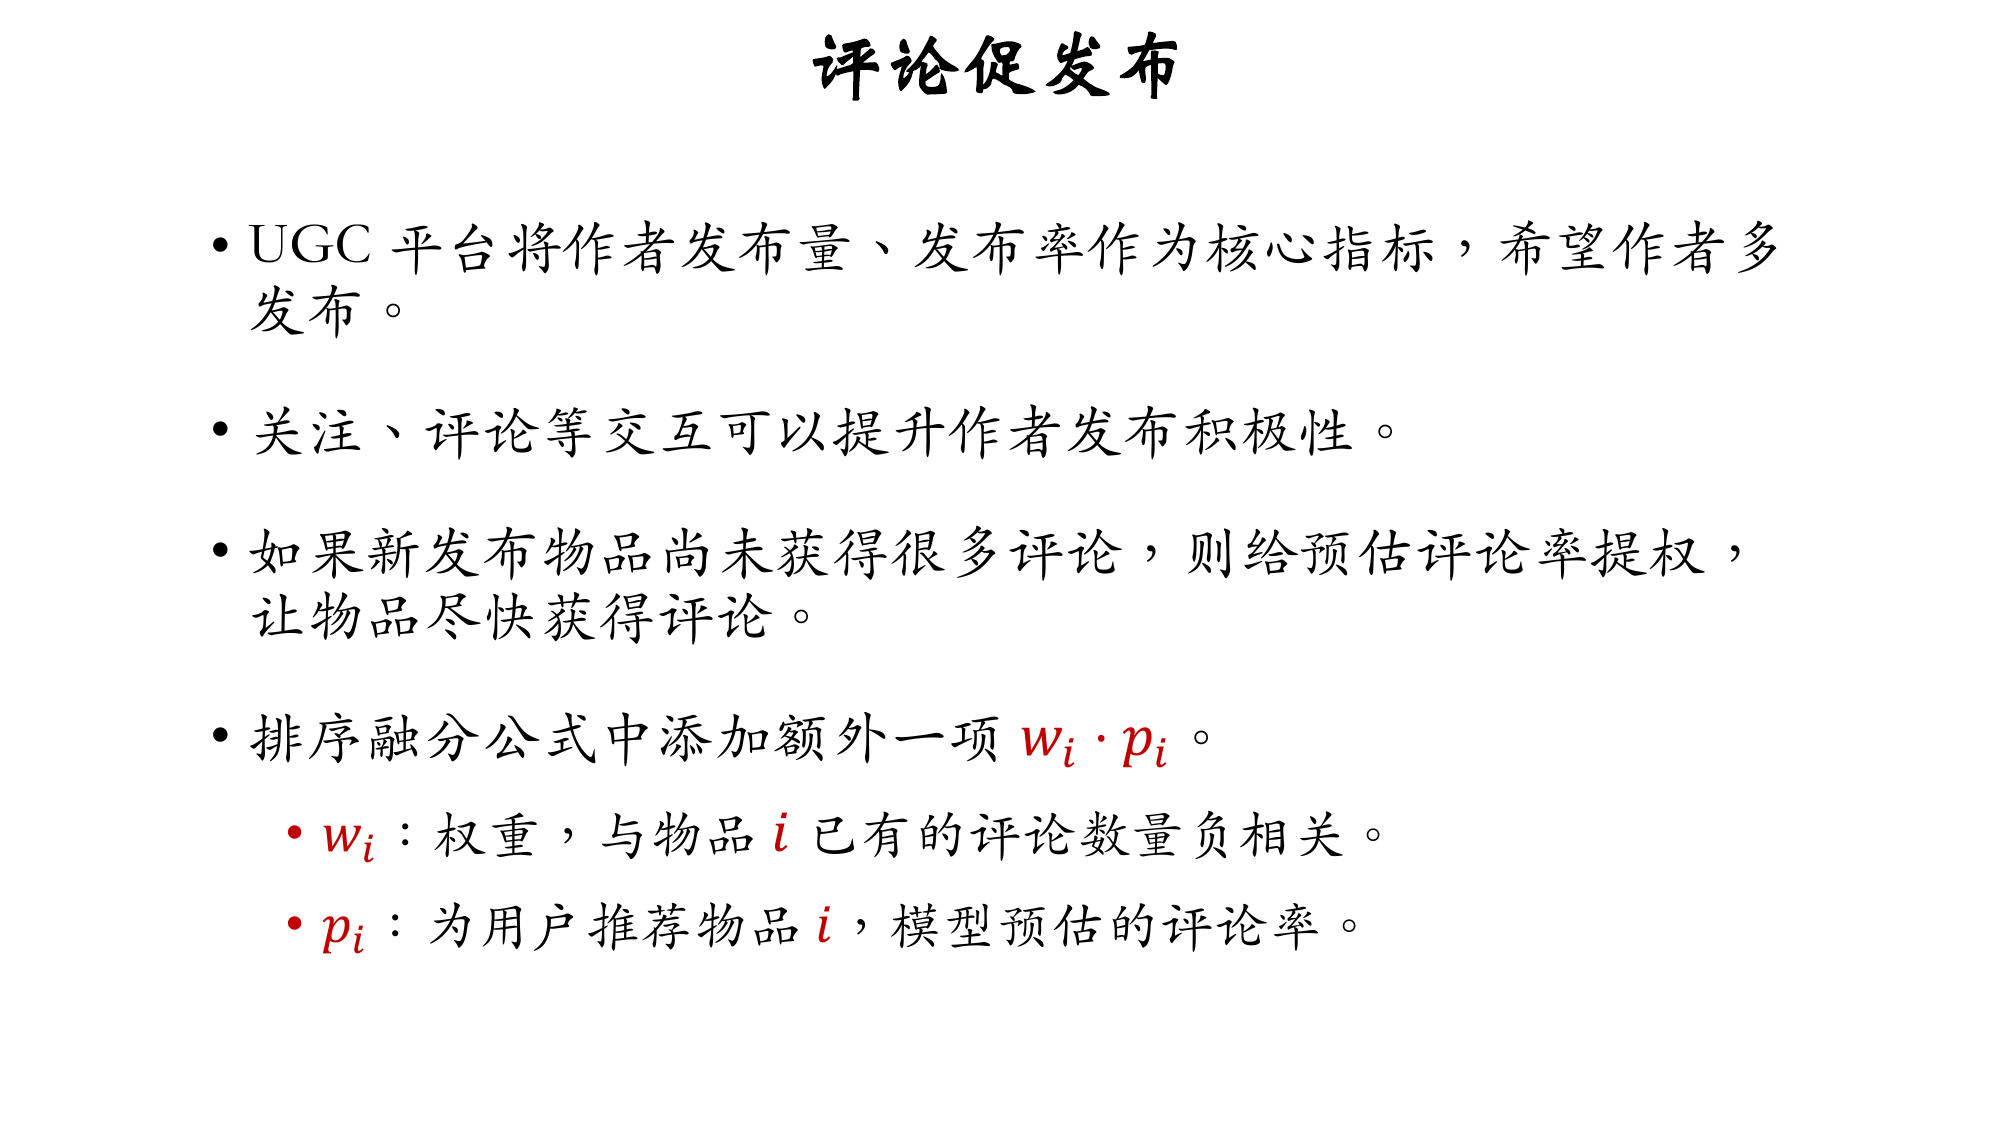 评论促发布
• UGC 平台将作者发布量、发布率作为核心指标，希望作者多
发布。
• 关注、评论等交互可以提升作者发布积极性。
• 如果新发布物品尚未获得很多评论，则给预估评论率提权，
让物品尽快获得评论。
• 排序融分公式中添加额外一项 $w_i \cdot p_i$。
• $w_i$：权重，与物品 $i$ 已有的评论数量负相关。
• $p_i$：为用户推荐物品 $i$，模型预估的评论率。